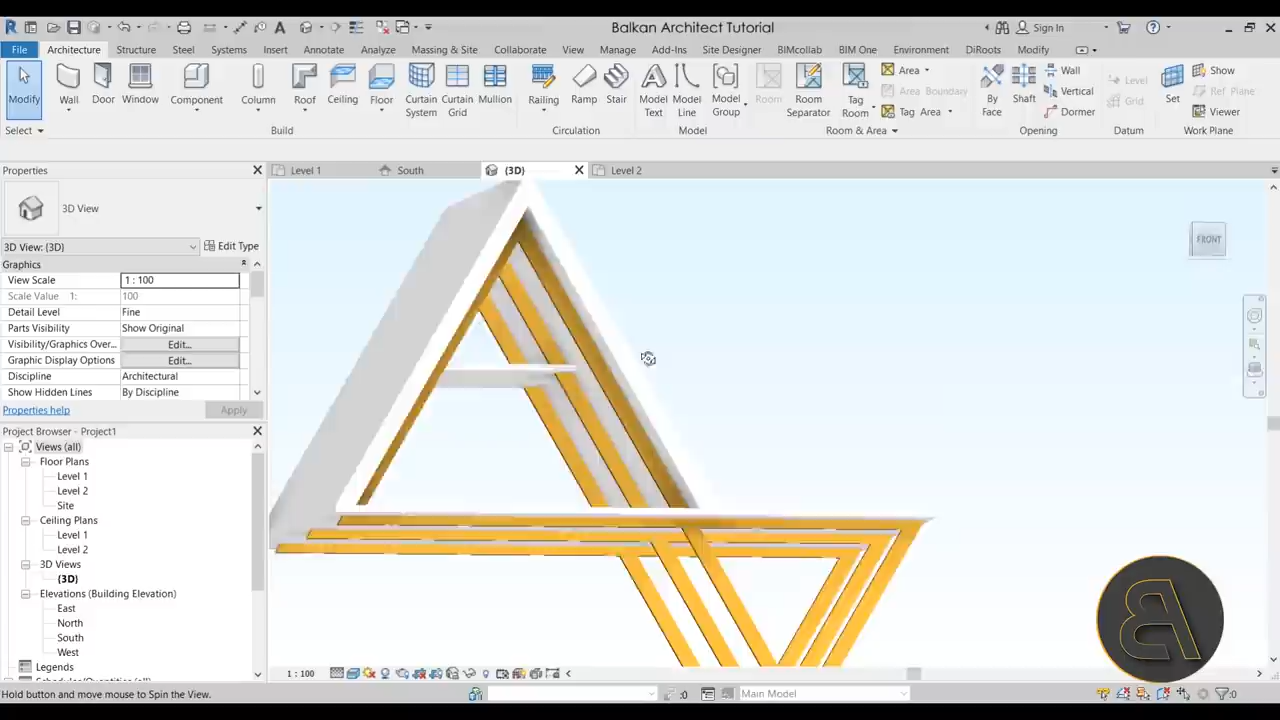 Balkan Architect Tutorial
Sign In
File Architecture Structure Steel Systems Insert Annotate Analyze Massing & Site Collaborate View Manage Add-Ins Site Designer BIMcollab BIM One Environment DiRoots Modify
Modify Wall Door Window Component Column Roof Ceiling Floor Curtain System Curtain Grid Mullion Railing Ramp Stair Model Text Model Line Model Group Room Room Separator Tag Room Area Area Boundary Tag Area By Face Shaft Wall Vertical Dormer Level Grid Set Show Ref Plane Viewer
Select Build Circulation Model Room & Area Opening Datum Work Plane
Properties
Level 1 South (3D) Level 2
3D View
3D View: (3D) Edit Type
Graphics
View Scale 1 : 100
Scale Value 1: 100
Detail Level Fine
Parts Visibility Show Original
Visibility/Graphics Over... Edit...
Graphic Display Options Edit...
Discipline Architectural
Show Hidden Lines By Discipline
Properties help Apply
Project Browser - Project1
Views (all)
Floor Plans
Level 1
Level 2
Site
Ceiling Plans
Level 1
Level 2
3D Views
(3D)
Elevations (Building Elevation)
East
North
South
West
Legends
FRONT
1 : 100
Hold button and move mouse to Spin the View.
:0 Main Model :0